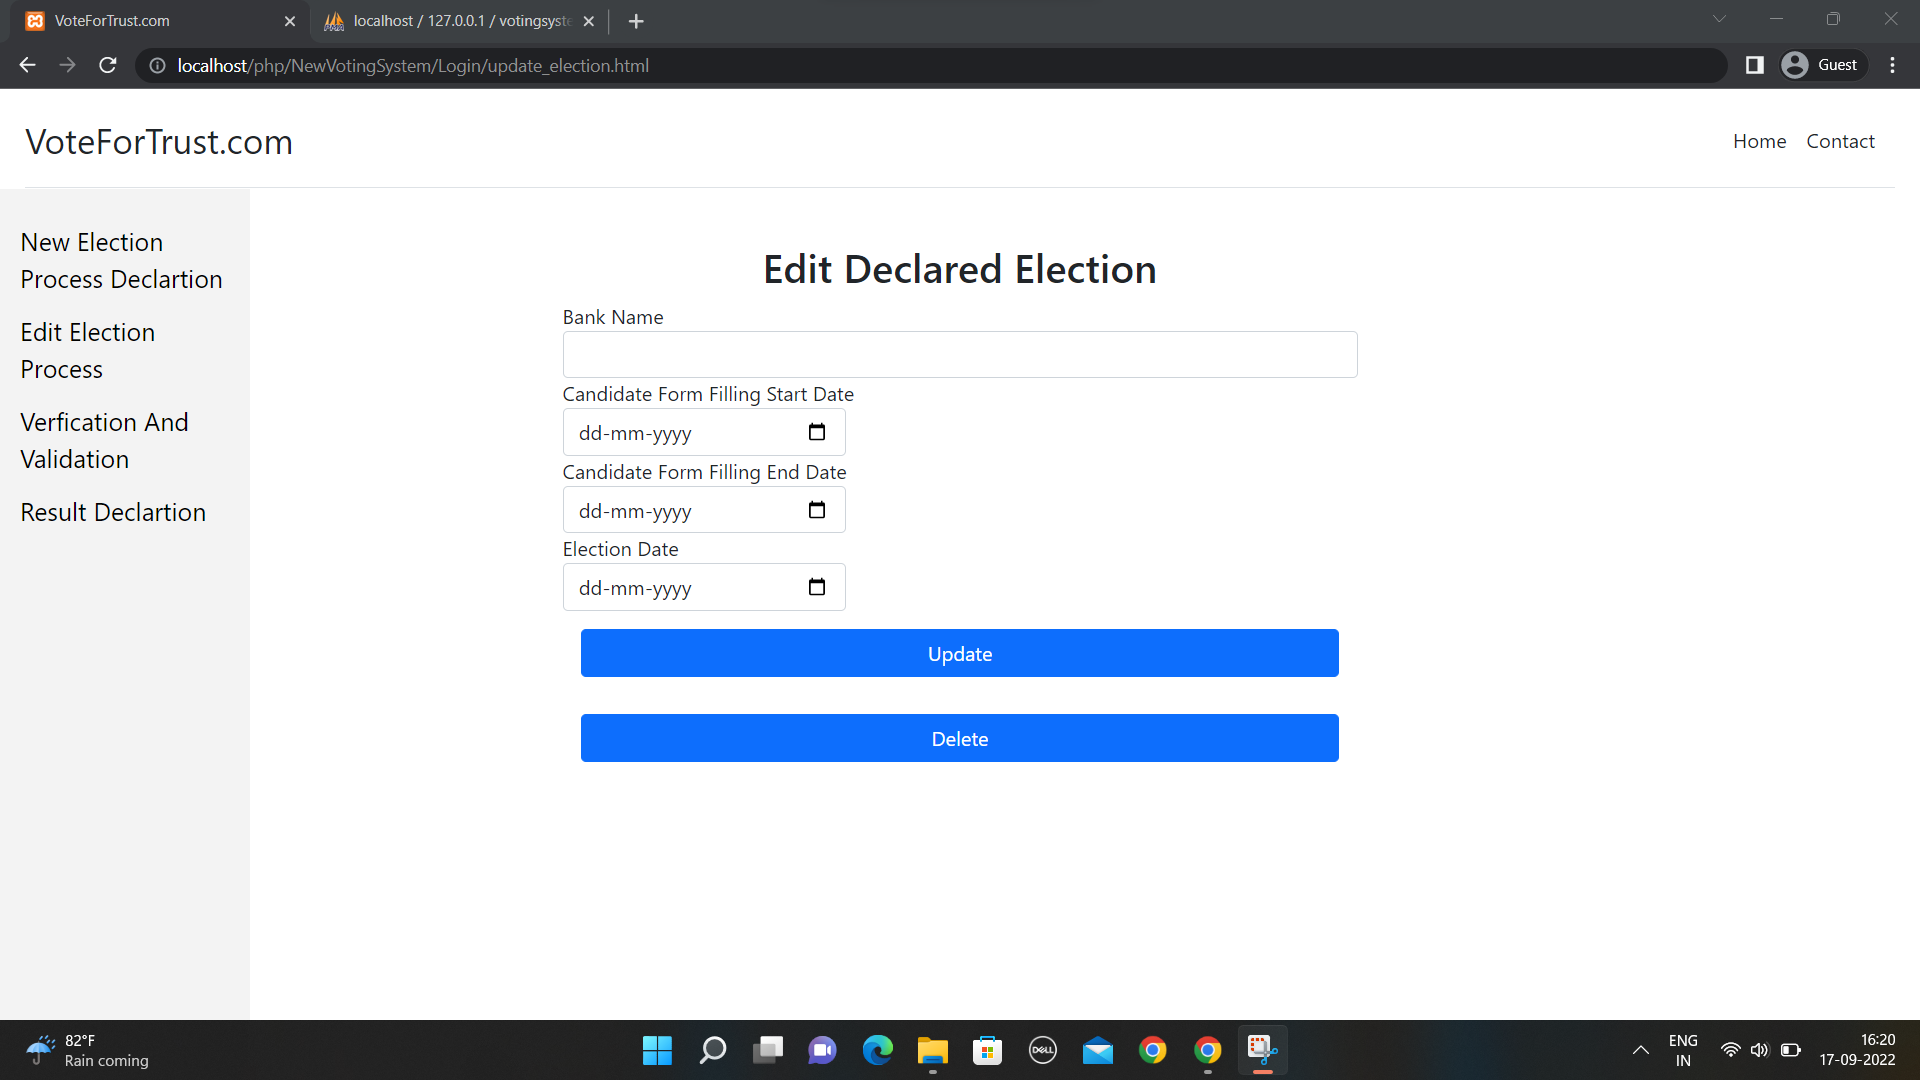 VoteForTrust.com
localhost / 127.0.0.1 / votingsyste
localhost/php/NewVotingSystem/Login/update_election.html
Guest
VoteForTrust.com
Home Contact
New Election
Process Declartion
Edit Election
Process
Verfication And
Validation
Result Declartion
Edit Declared Election
Bank Name
Candidate Form Filling Start Date
dd-mm-yyyy
Candidate Form Filling End Date
dd-mm-yyyy
Election Date
dd-mm-yyyy
Update
Delete
82°F
Rain coming
DELL
ENG
IN
16:20
17-09-2022